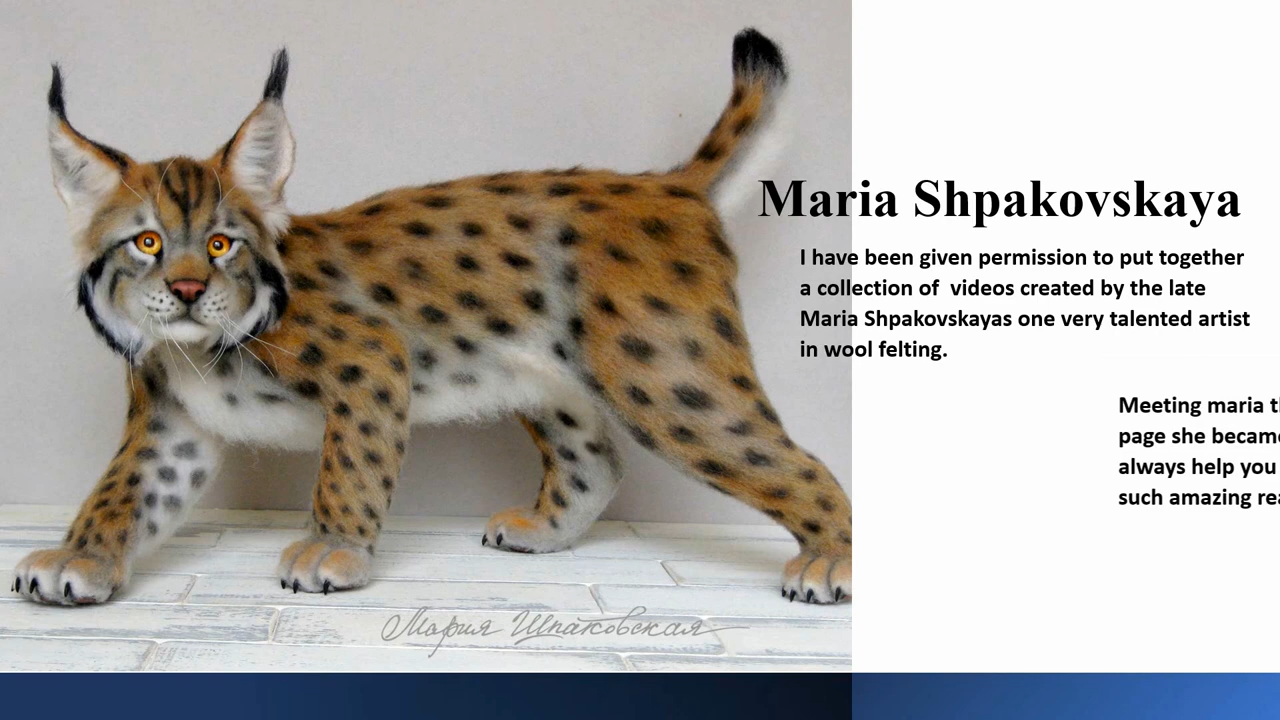 Maria Shpakovskaya
I have been given permission to put together
a collection of  videos created by the late
Maria Shpakovskayas one very talented artist
in wool felting.
Meeting maria
page she
always help you
such amazing
Мария Шпаковская